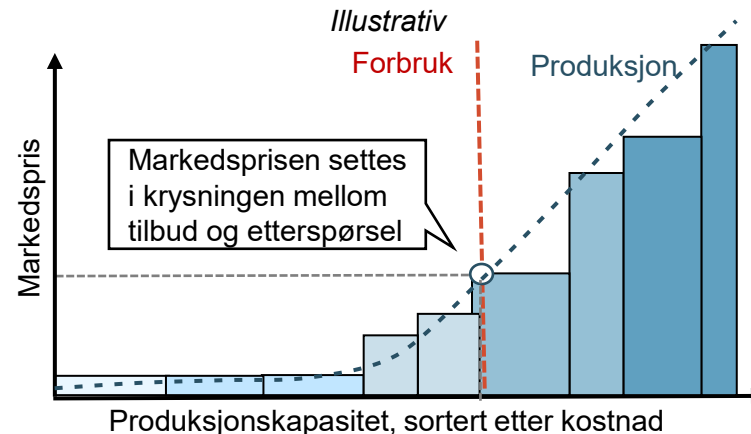 Illustrativ
Forbruk
Produksjon
Markedsprisen settes
i krysningen mellom
tilbud og etterspørsel
Markedspris
Produksjonskapasitet, sortert etter kostnad